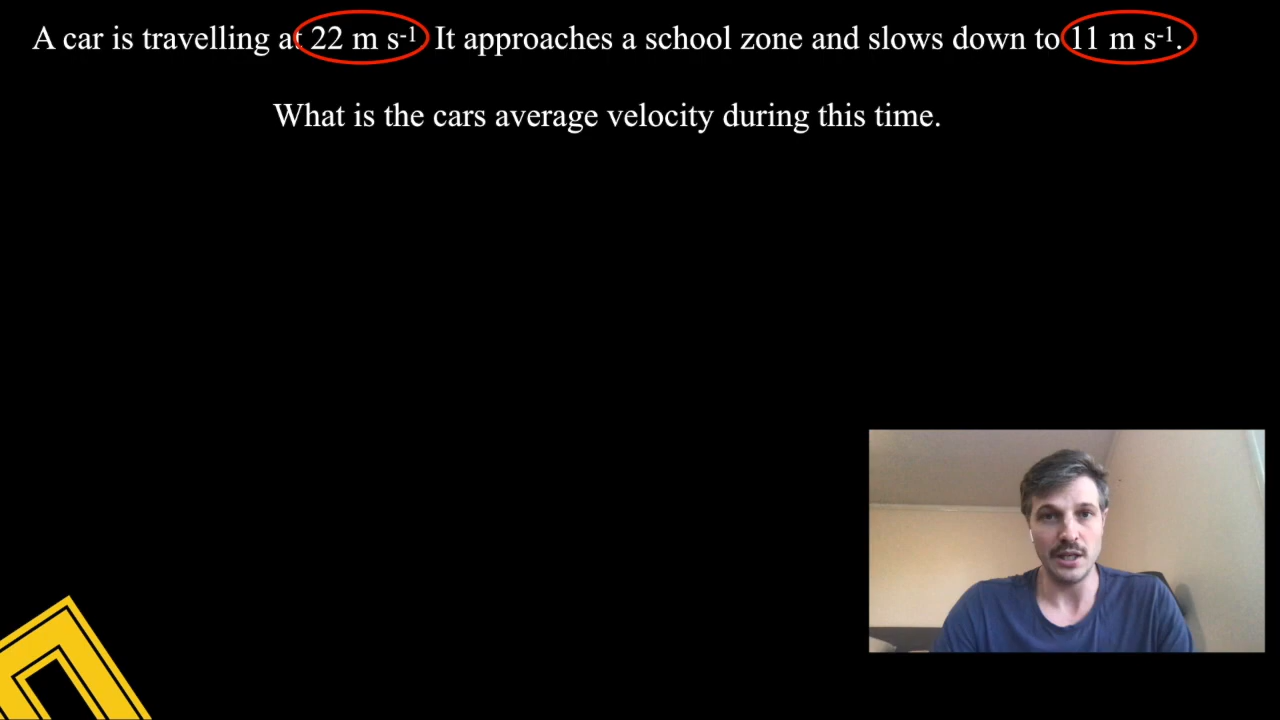 A car is travelling at 22 m s⁻¹ It approaches a school zone and slows down to 11 m s⁻¹.
What is the cars average velocity during this time.